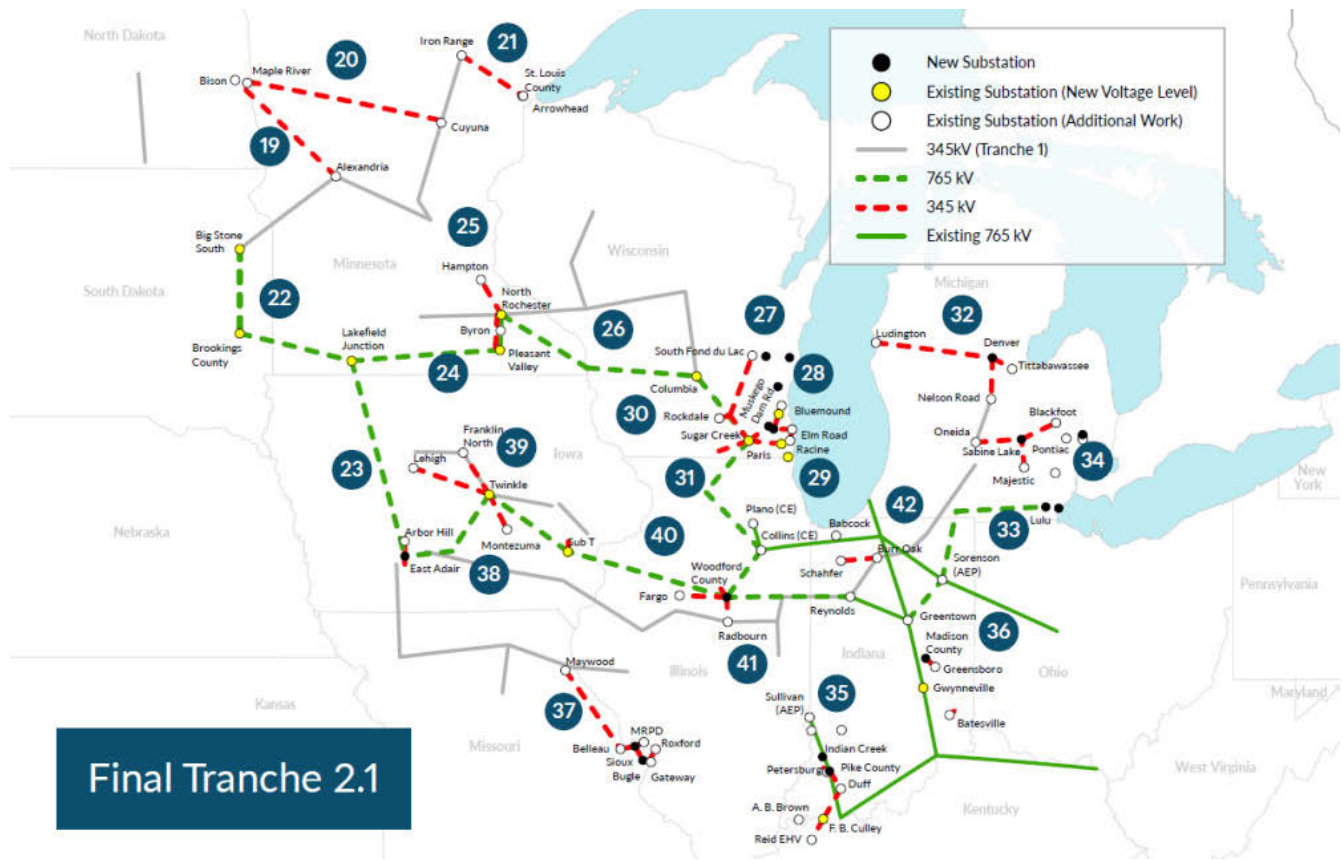 North Dakota
20
Iron Range
21
Bison
Maple River
St. Louis
County
Arrowhead
Cuyuna
19
Alexandria
New Substation
Existing Substation (New Voltage Level)
Existing Substation (Additional Work)
345kV (Tranche 1)
765 kV
345 kV
Existing 765 kV
Big Stone
South
25
Wisconsin
Minnesota
Hampton
Michigan
South Dakota
22
North
Rochester
27
32
Ludington
Denver
Brookings
County
Lakefield
Junction
Byron
26
South Fond du Lac
Tittabawassee
Pleasant
Valley
24
28
Columbia
Muskego
Dam Rd
Nelson Road
Blackfoot
30
Rockdale
Bluemound
Franklin
North
39
Sugar Creek
Elm Road
Oneida
Sabine Lake
Pontiac
34
Lehigh
Iowa
Paris
Racine
Majestic
New
York
23
Twinkle
31
29
42
33
Lulu
Nebraska
Plano (CE)
Babcock
Arbor Hill
Montezuma
Sub T
40
Collins (CE)
Burr Oak
Sorenson
(AEP)
East Adair
38
Woodford
County
Schahfer
Pennsylvania
Fargo
Reynolds
Greentown
Radbourn
36
Madison
County
Maywood
Illinois
41
Indiana
Greensboro
Ohio
Gwynneville
Maryland
Kansas
35
Sullivan
(AEP)
Batesville
37
Missouri
MRPD
Belleau
Roxford
Sioux
Indian Creek
Bugle
Gateway
Petersburg
Pike County
West Virginia
Final Tranche 2.1
Duff
A. B. Brown
Kentucky
F. B. Culley
Reid EHV